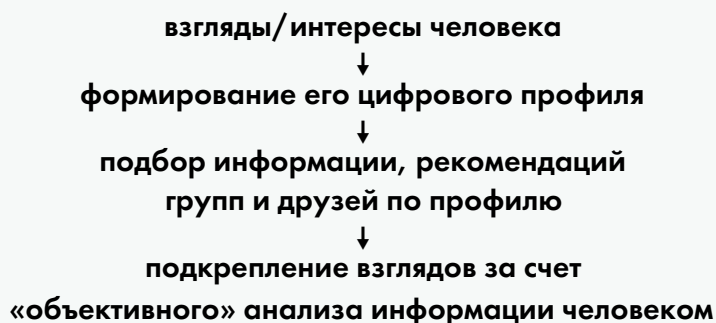 взгляды/интересы человека
↓
формирование его цифрового профиля
↓
подбор информации, рекомендаций
групп и друзей по профилю
↓
подкрепление взглядов за счет
«объективного» анализа информации человеком